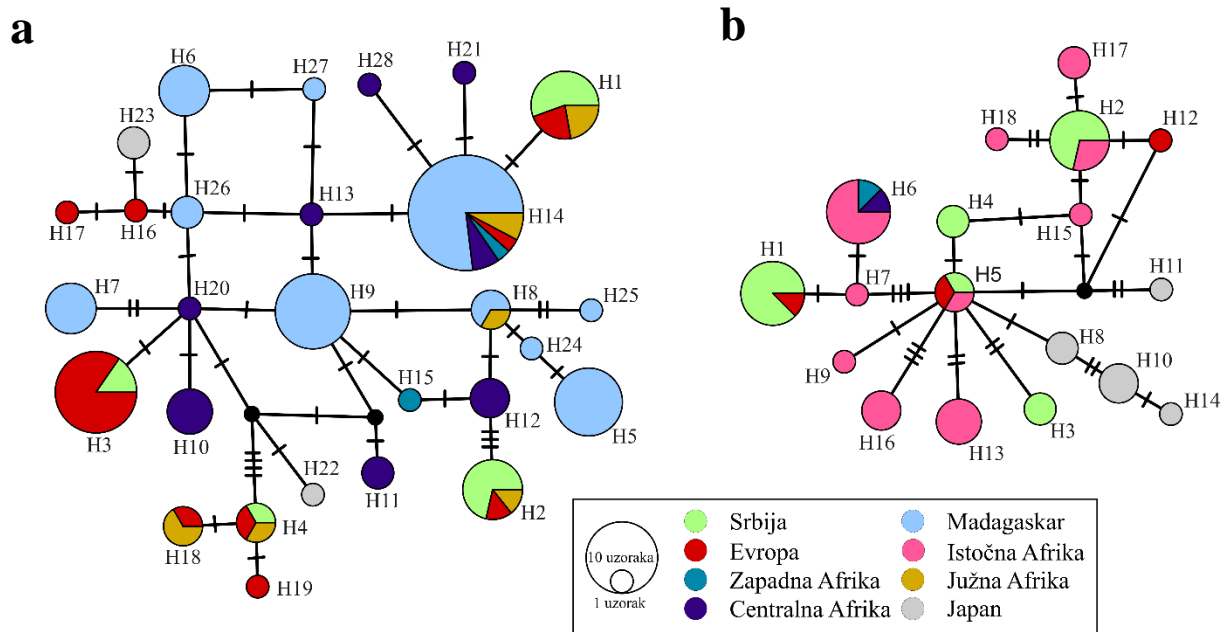 a
H6
H27
H28
H21
H1
H23
H26
H13
H14
H17
H16
H7
H20
H9
H8
H25
H24
H15
H12
H5
H3
H10
H11
H22
H2
H18
H4
H19
b
H17
H2
H12
H18
H6
H4
H15
H1
H7
H5
H11
H8
H10
H9
H14
H16
H13
H3
10 uzoraka
1 uzorak
Srbija
Evropa
Zapadna Afrika
Centralna Afrika
Madagaskar
Istočna Afrika
Južna Afrika
Japan